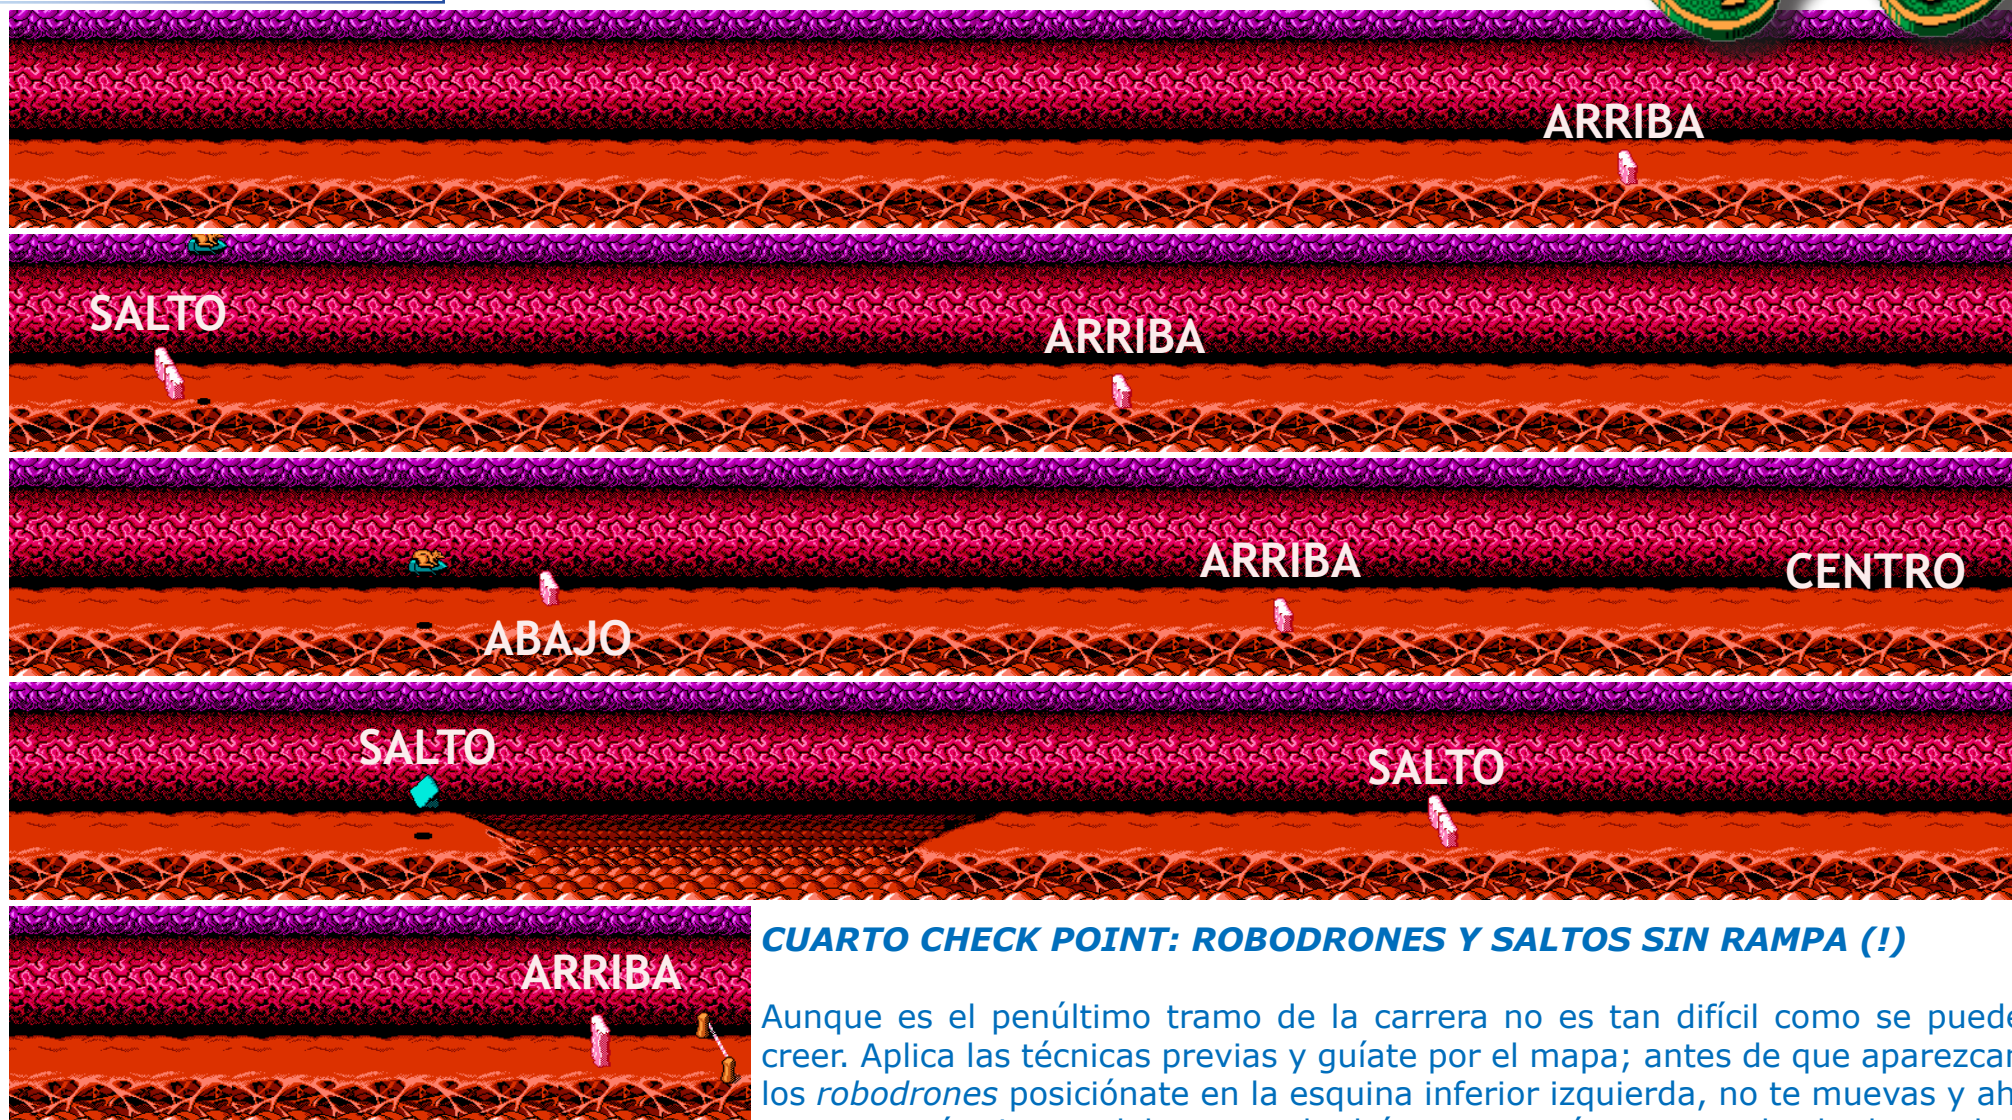 ARRIBA
SALTO
ARRIBA
ABAJO
ARRIBA
CENTRO
SALTO
SALTO
ARRIBA
CUARTO CHECK POINT: ROBODRONES Y SALTOS SIN RAMPA (!)
Aunque es el penúltimo tramo de la carrera no es tan difícil como se puede
creer. Aplica las técnicas previas y guíate por el mapa; antes de que aparezcan
los robodrones posiciónate en la esquina inferior izquierda, no te muevas y ahí